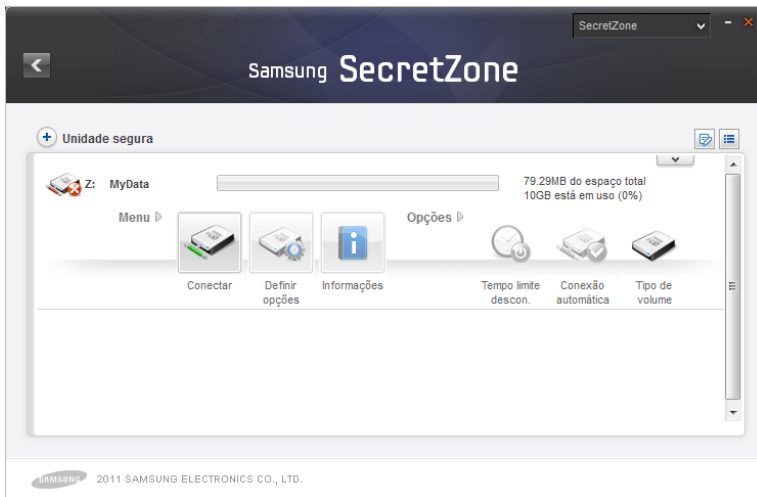 SecretZone
Samsung SecretZone
Unidade segura
Z: MyData
79.29MB do espaço total
10GB está em uso (0%)
Menu
Opções
Conectar
Definir
opções
Informações
Tempo limite
descon.
Conexão
automática
Tipo de
volume
SAMSUNG
2011 SAMSUNG ELECTRONICS CO., LTD.